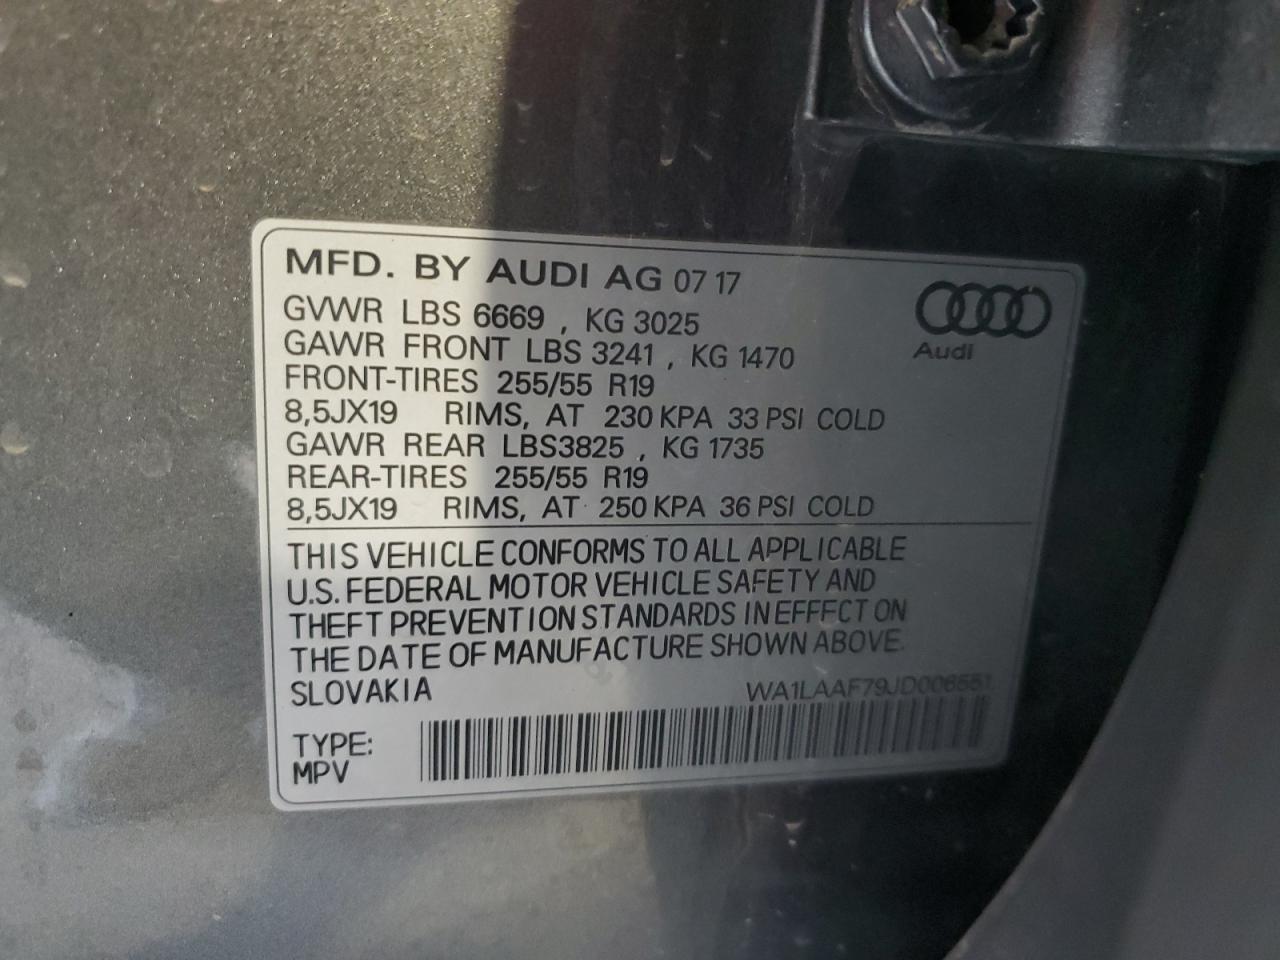 MFD. BY AUDI AG 07 17
GVWR LBS 6669 , KG 3025
GAWR FRONT LBS 3241 , KG 1470
FRONT-TIRES 255/55 R19
8,5JX19 RIMS, AT 230 KPA 33 PSI COLD
GAWR REAR LBS3825 , KG 1735
REAR-TIRES 255/55 R19
8,5JX19 RIMS, AT 250 KPA 36 PSI COLD
Audi
THIS VEHICLE CONFORMS TO ALL APPLICABLE
U.S. FEDERAL MOTOR VEHICLE SAFETY AND
THEFT PREVENTION STANDARDS IN EFFECT ON
THE DATE OF MANUFACTURE SHOWN ABOVE.
SLOVAKIA WA1LAAF79JD006551
TYPE:
MPV